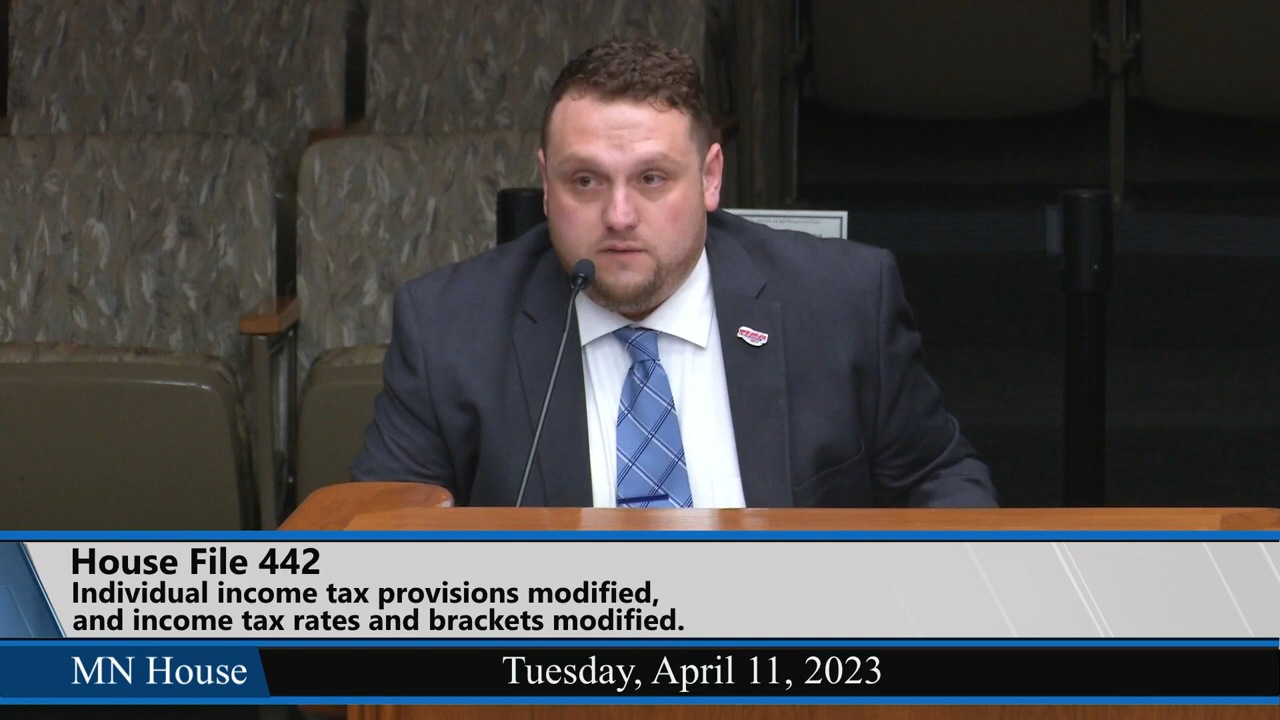 House File 442
Individual income tax provisions modified,
and income tax rates and brackets modified.
MN House
Tuesday, April 11, 2023